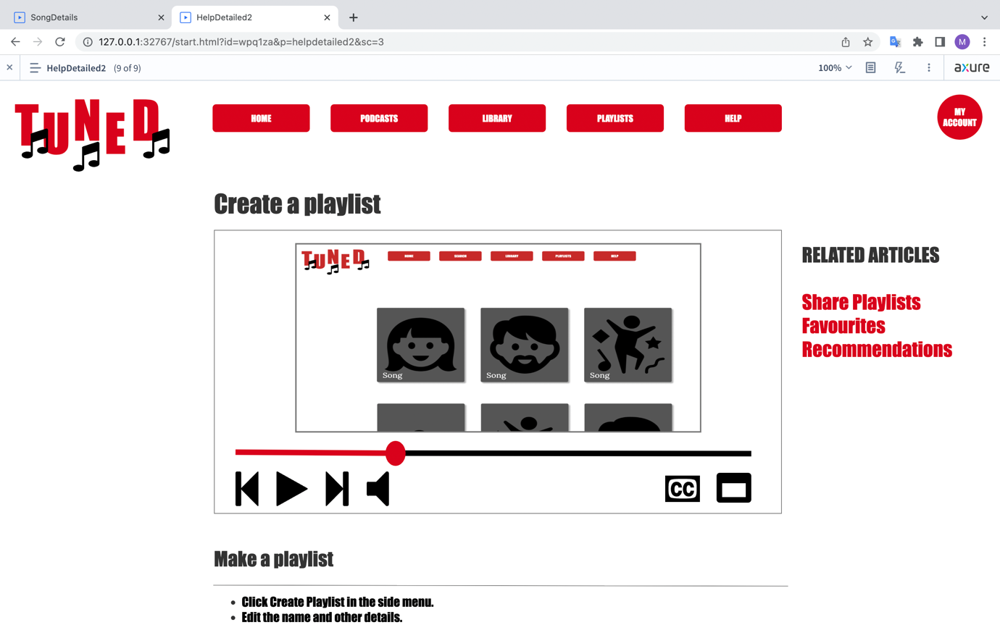 SongDetails
HelpDetailed2
127.0.0.1:32767/start.html?id=wpq1za&p=helpdetailed2&sc=3
M
HelpDetailed2 (9 of 9)
100%
axure
TUNED
HOME
PODCASTS
LIBRARY
PLAYLISTS
HELP
MY
ACCOUNT
Create a playlist
TUNED
HOME
SEARCH
LIBRARY
PLAYLISTS
HELP
Song
Song
Song
CC
RELATED ARTICLES
Share Playlists
Favourites
Recommendations
Make a playlist
• Click Create Playlist in the side menu.
• Edit the name and other details.